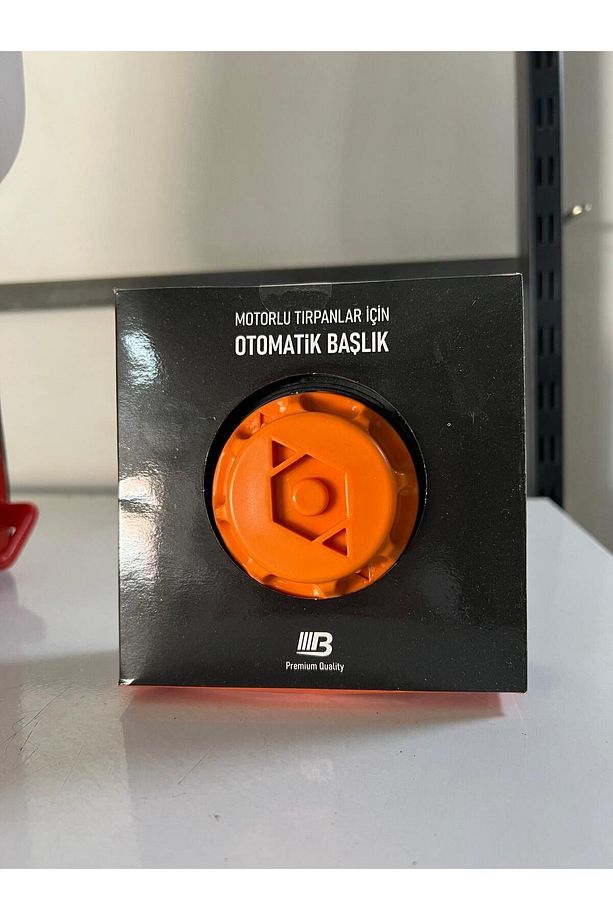 MOTORLU TIRPANLAR İÇİN
OTOMATİK BAŞLIK
B
Premium Quality